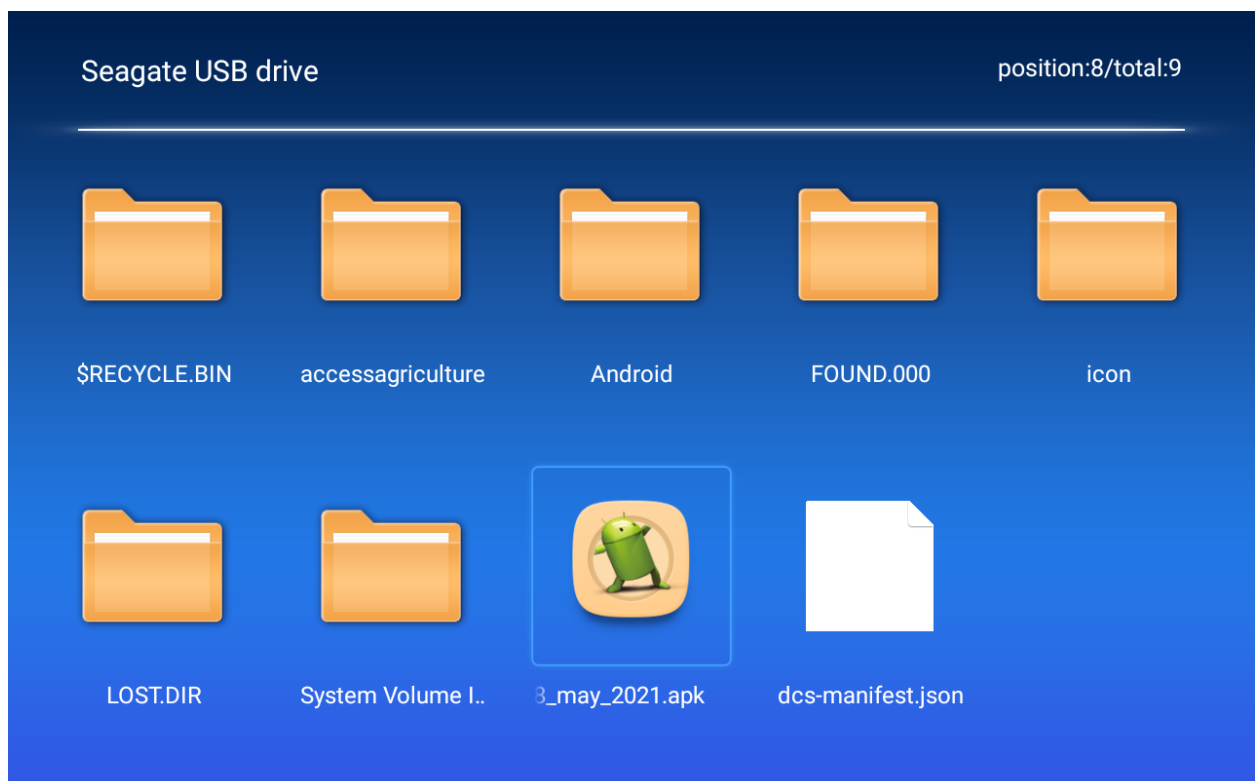 Seagate USB drive
position:8/total:9
$RECYCLE.BIN
accessagriculture
Android
FOUND.000
icon
LOST.DIR
System Volume I..
8_may_2021.apk
dcs-manifest.json